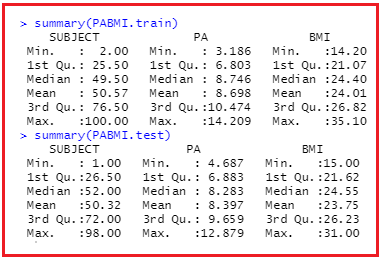 > summary(PABMI.train)
SUBJECT PA BMI
Min. : 2.00 Min. : 3.186 Min. :14.20
1st Qu.: 25.50 1st Qu.: 6.803 1st Qu.:21.07
Median : 49.50 Median : 8.746 Median :24.40
Mean : 50.57 Mean : 8.698 Mean :24.01
3rd Qu.: 76.50 3rd Qu.:10.474 3rd Qu.:26.82
Max. :100.00 Max. :14.209 Max. :35.10
> summary(PABMI.test)
SUBJECT PA BMI
Min. : 1.00 Min. : 4.687 Min. :15.00
1st Qu.:26.50 1st Qu.: 6.883 1st Qu.:21.62
Median :52.00 Median : 8.283 Median :24.55
Mean :50.32 Mean : 8.397 Mean :23.75
3rd Qu.:72.00 3rd Qu.: 9.659 3rd Qu.:26.23
Max. :98.00 Max. :12.879 Max. :31.00